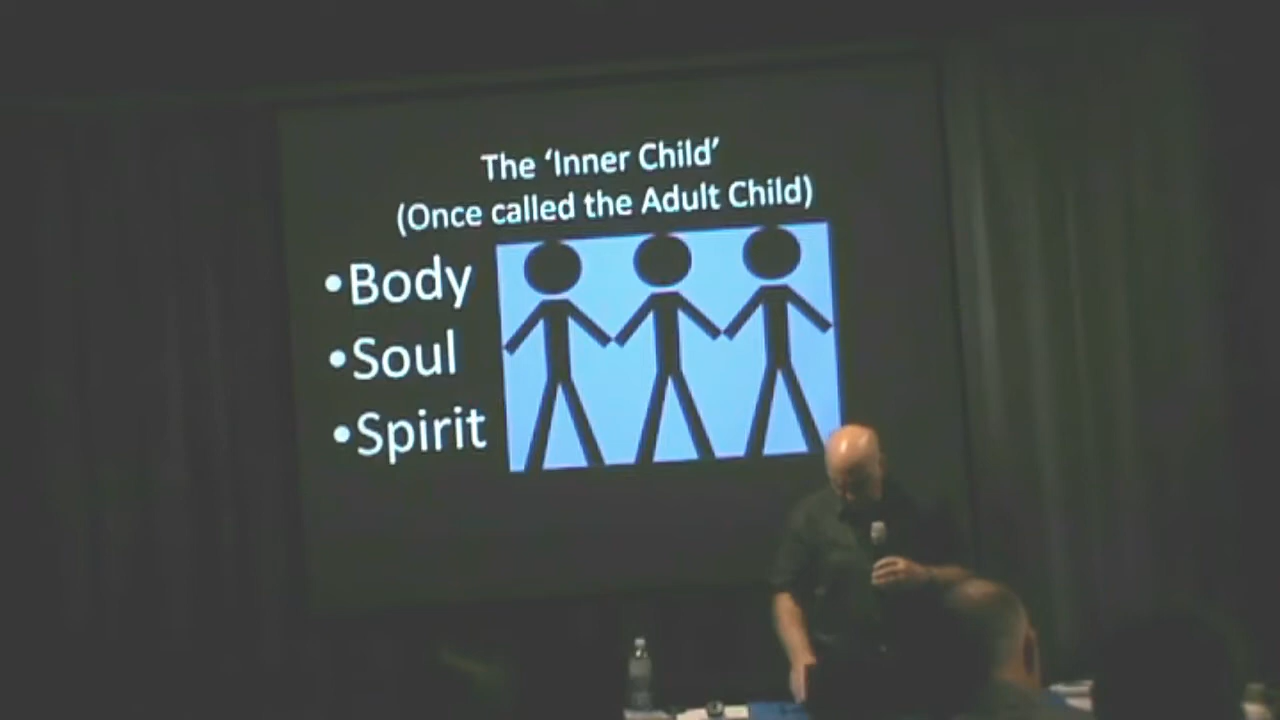 The ‘Inner Child’
(Once called the Adult Child)
•Body
•Soul
•Spirit